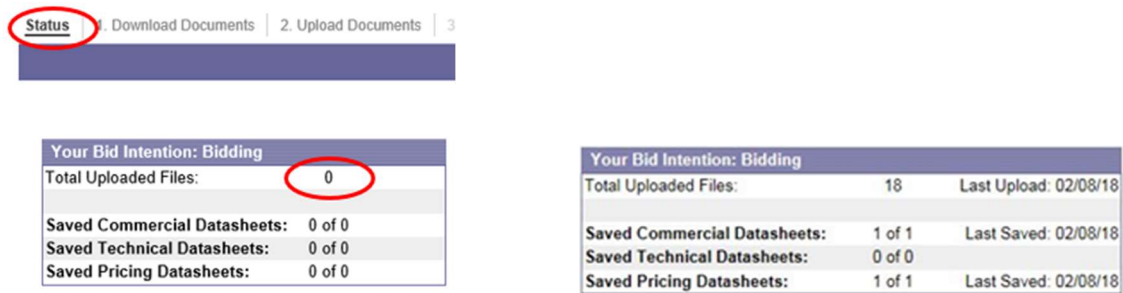 Status | 1. Download Documents | 2. Upload Documents | 3
Your Bid Intention: Bidding
Total Uploaded Files: 0
Saved Commercial Datasheets: 0 of 0
Saved Technical Datasheets: 0 of 0
Saved Pricing Datasheets: 0 of 0
Your Bid Intention: Bidding
Total Uploaded Files: 18 Last Upload: 02/08/18
Saved Commercial Datasheets: 1 of 1 Last Saved: 02/08/18
Saved Technical Datasheets: 0 of 0
Saved Pricing Datasheets: 1 of 1 Last Saved: 02/08/18